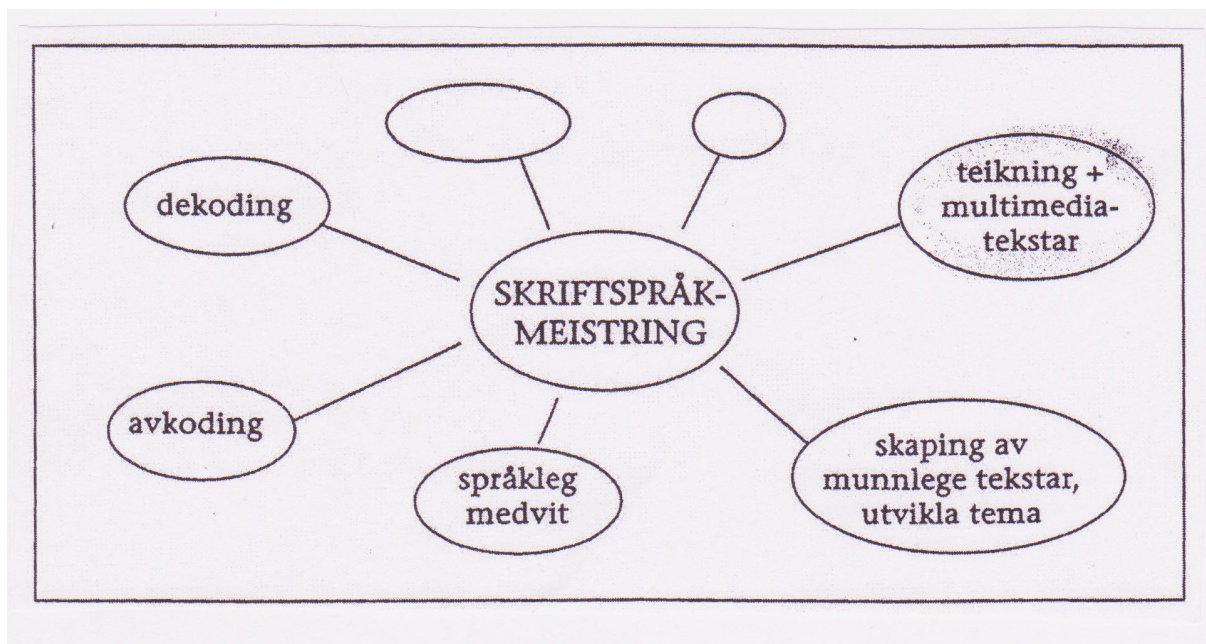 dekoding
teikning +
multimedia-
tekstar
SKRIFTSPRÅK-
MEISTRING
avkoding
språkleg
medvit
skaping av
munnlege tekstar,
utvikla tema